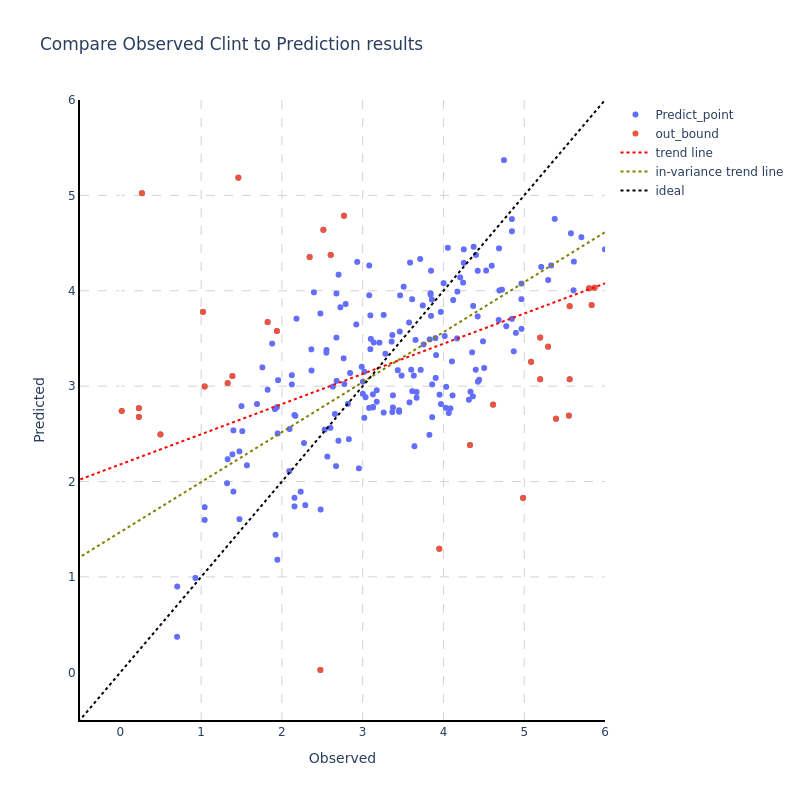 Compare Observed Clint to Prediction results
Predict_point
out_bound
trend line
in-variance trend line
ideal
6
5
4
3
2
1
0
Predicted
0 1 2 3 4 5 6
Observed